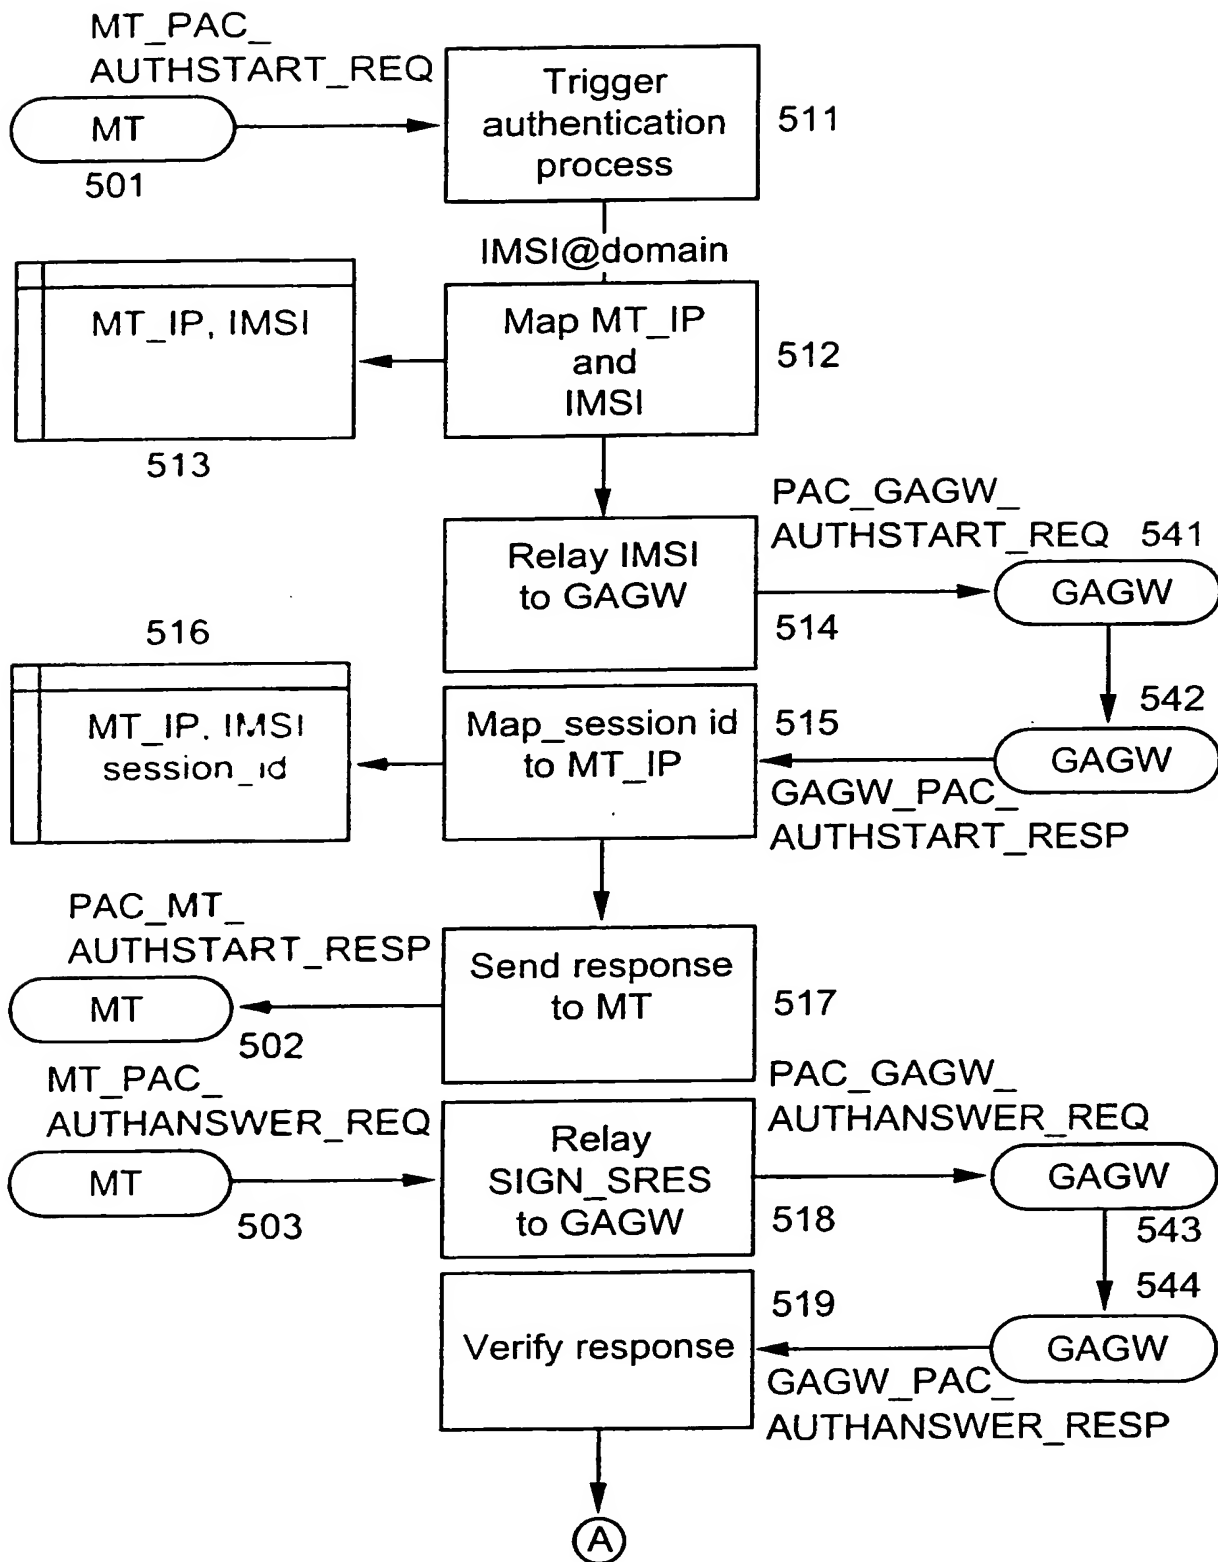 MT_PAC_
AUTHSTART_REQ
MT
501
Trigger
authentication
process
511
IMSI@domain
MT_IP, IMSI
513
Map MT_IP
and
IMSI
512
PAC_GAGW_
AUTHSTART_REQ 541
Relay IMSI
to GAGW
514
GAGW
516
542
MT_IP, IMSI
session_id
Map_session id
to MT_IP
515
GAGW
GAGW_PAC_
AUTHSTART_RESP
PAC_MT_
AUTHSTART_RESP
MT
502
Send response
to MT
517
MT_PAC_
AUTHANSWER_REQ
MT
503
PAC_GAGW_
AUTHANSWER_REQ
Relay
SIGN_SRES
to GAGW
518
GAGW
543
544
519
Verify response
GAGW
GAGW_PAC_
AUTHANSWER_RESP
A